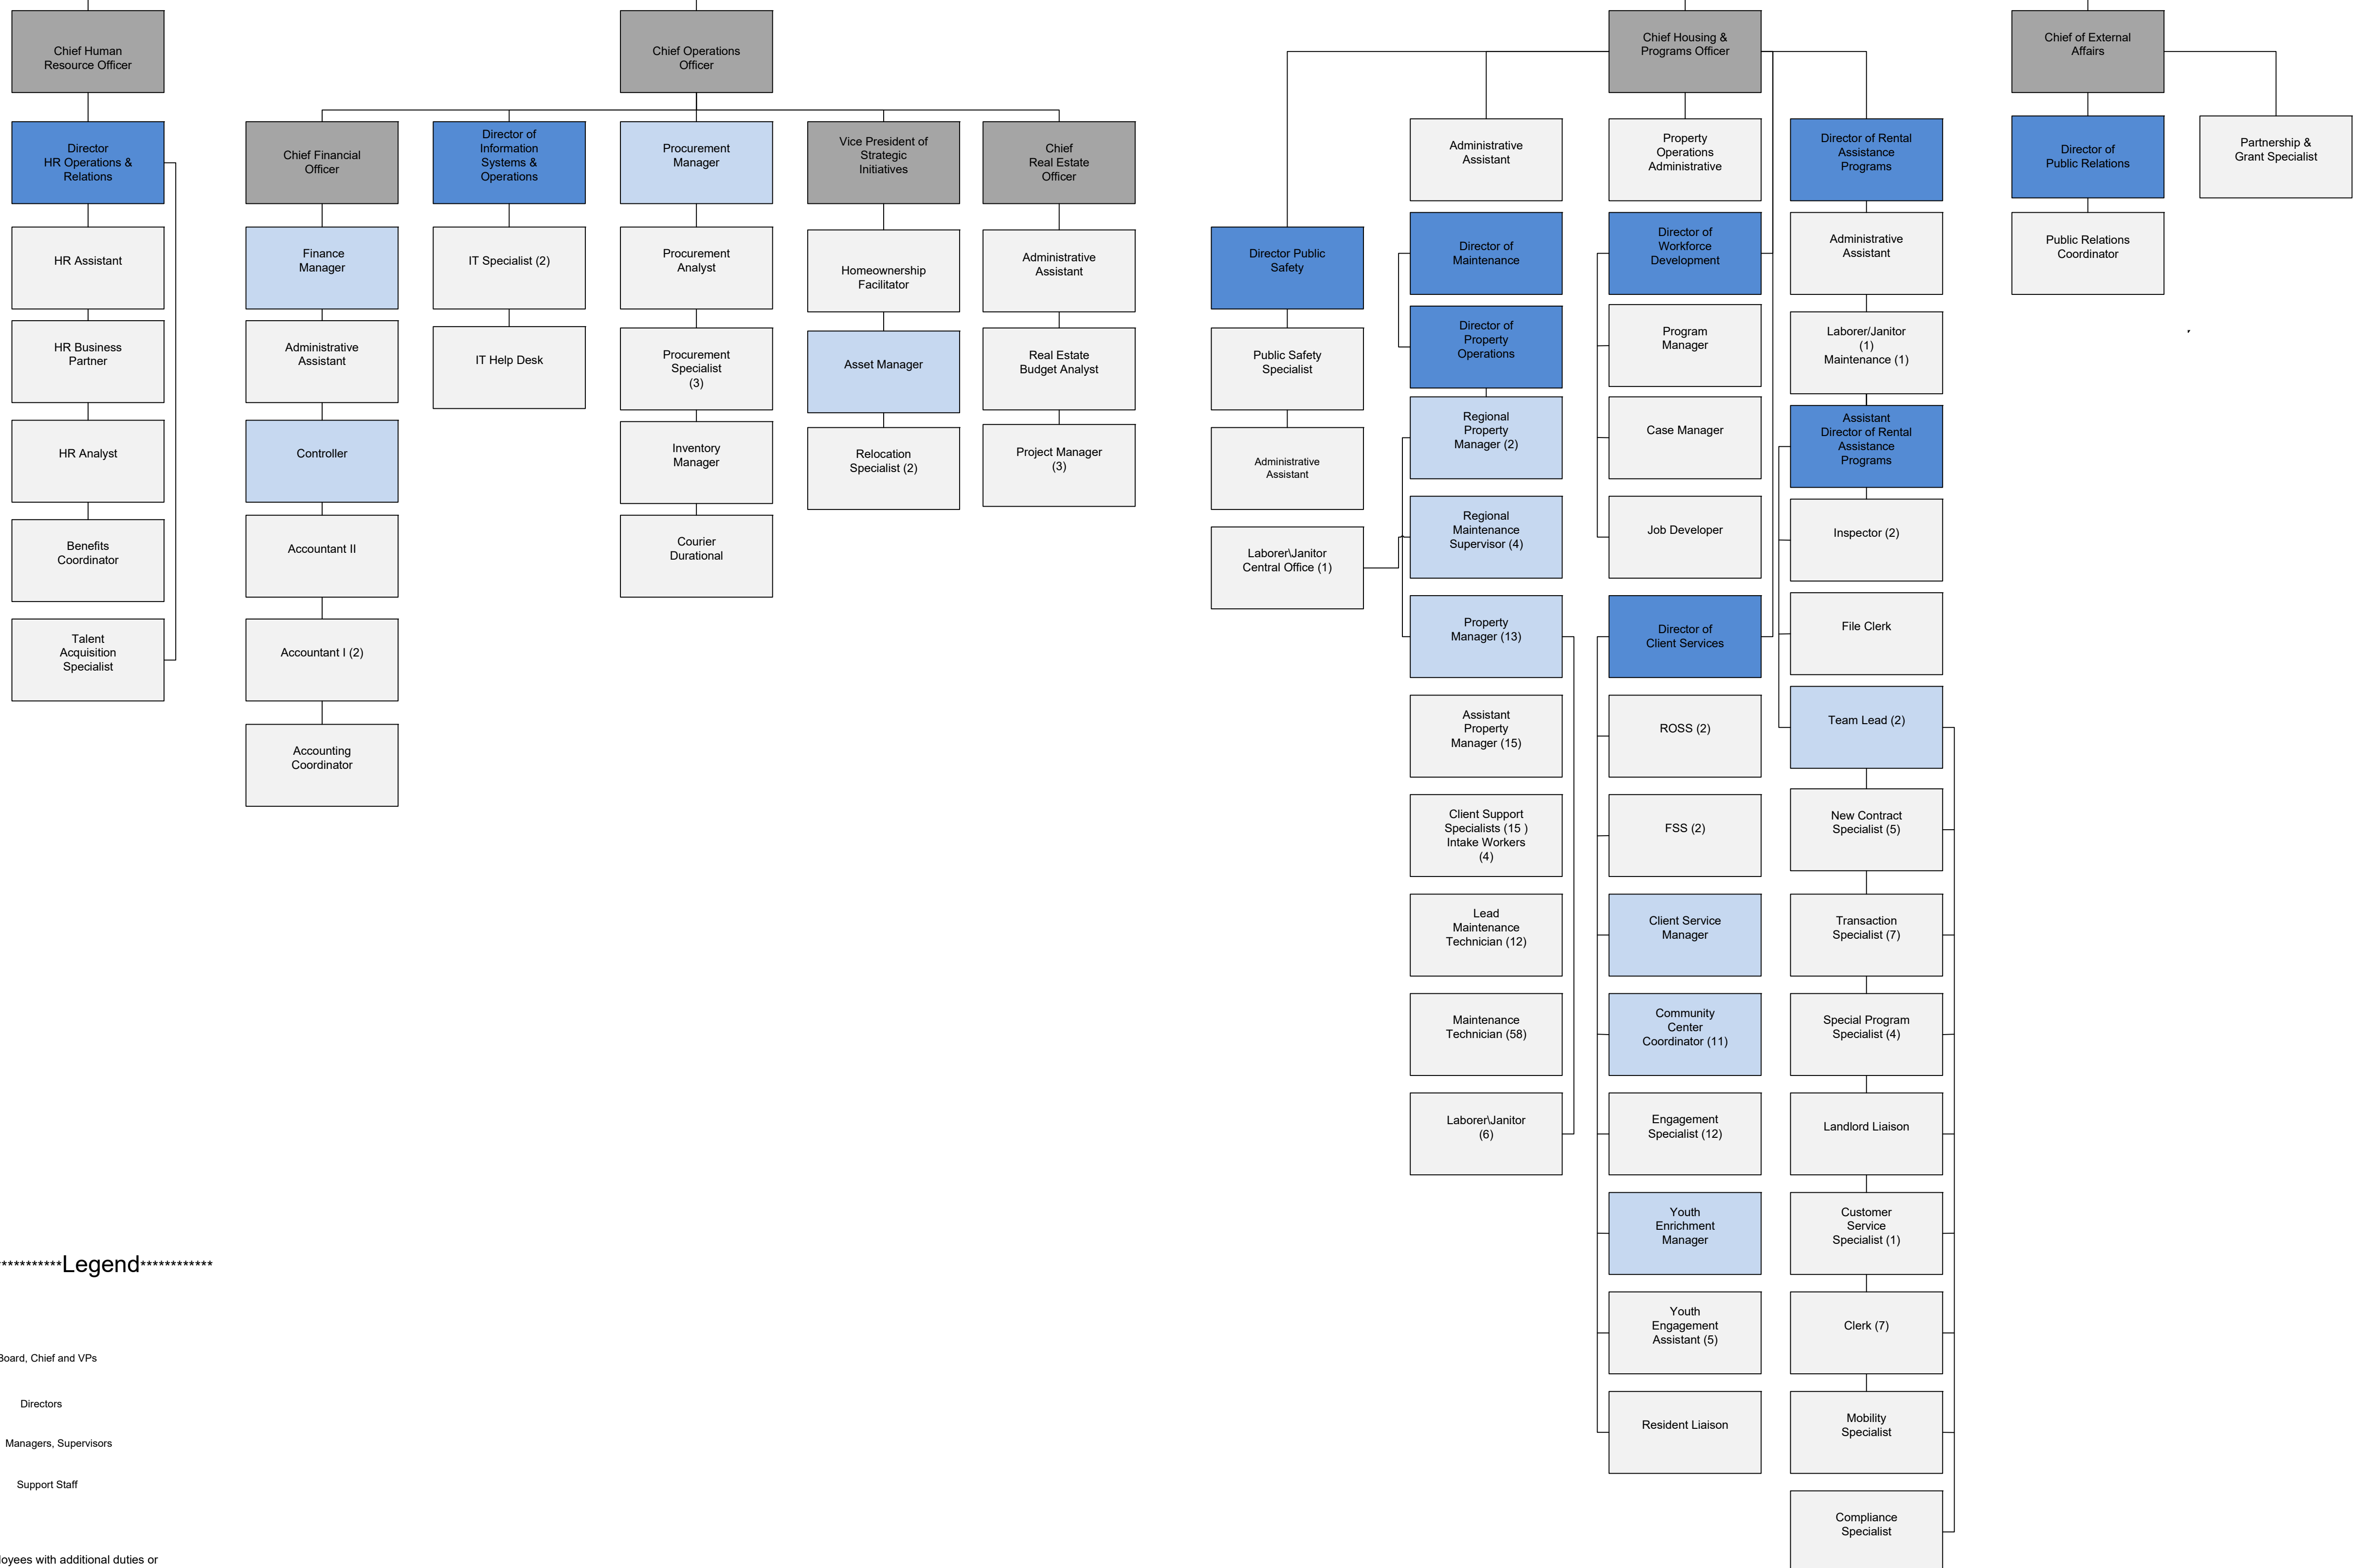 Chief Human
Resource Officer
Chief Operations
Officer
Chief Housing &
Programs Officer
Chief of External
Affairs
Director
HR Operations &
Relations
HR Assistant
HR Business
Partner
HR Analyst
Benefits
Coordinator
Talent
Acquisition
Specialist
Chief Financial
Officer
Finance
Manager
Administrative
Assistant
Controller
Accountant II
Accountant I (2)
Accounting
Coordinator
Director of
Information
Systems &
Operations
IT Specialist (2)
IT Help Desk
Procurement
Manager
Procurement
Analyst
Procurement
Specialist
(3)
Inventory
Manager
Courier
Durational
Vice President of
Strategic
Initiatives
Homeownership
Facilitator
Asset Manager
Relocation
Specialist (2)
Chief
Real Estate
Officer
Administrative
Assistant
Real Estate
Budget Analyst
Project Manager
(3)
Director Public
Safety
Public Safety
Specialist
Administrative
Assistant
Laborer\Janitor
Central Office (1)
Administrative
Assistant
Director of
Maintenance
Director of
Property
Operations
Regional
Property
Manager (2)
Regional
Maintenance
Supervisor (4)
Property
Manager (13)
Assistant
Property
Manager (15)
Client Support
Specialists (15 )
Intake Workers
(4)
Lead
Maintenance
Technician (12)
Maintenance
Technician (58)
Laborer\Janitor
(6)
Property
Operations
Administrative
Director of
Workforce
Development
Program
Manager
Case Manager
Job Developer
Director of
Client Services
ROSS (2)
FSS (2)
Client Service
Manager
Community
Center
Coordinator (11)
Engagement
Specialist (12)
Youth
Enrichment
Manager
Youth
Engagement
Assistant (5)
Resident Liaison
Director of Rental
Assistance
Programs
Administrative
Assistant
Laborer/Janitor
(1)
Maintenance (1)
Assistant
Director of Rental
Assistance
Programs
Inspector (2)
File Clerk
Team Lead (2)
New Contract
Specialist (5)
Transaction
Specialist (7)
Special Program
Specialist (4)
Landlord Liaison
Customer
Service
Specialist (1)
Clerk (7)
Mobility
Specialist
Compliance
Specialist
Director of
Public Relations
Public Relations
Coordinator
Partnership &
Grant Specialist
***********Legend************
Board, Chief and VPs
Directors
Managers, Supervisors
Support Staff
with additional duties or